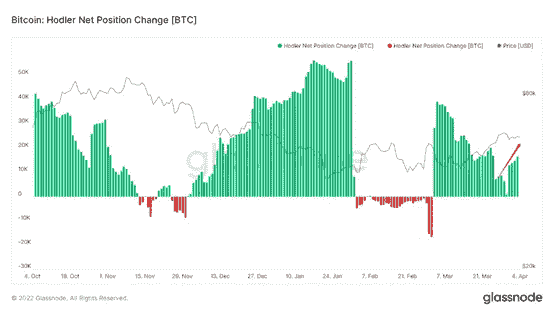 Bitcoin: Hodler Net Position Change [BTC]
Hodler Net Position Change [BTC] Hodler Net Position Change [BTC] Price [USD]
50K $80k
40K
30K
20K
10K
0
-10K
-20K
-30K $20k
4. Oct 18. Oct 1. Nov 15. Nov 29. Nov 13. Dec 27. Dec 10. Jan 24. Jan 7. Feb 21. Feb 7. Mar 21. Mar 4. Apr
© 2022 Glassnode. All Rights Reserved. glassnode